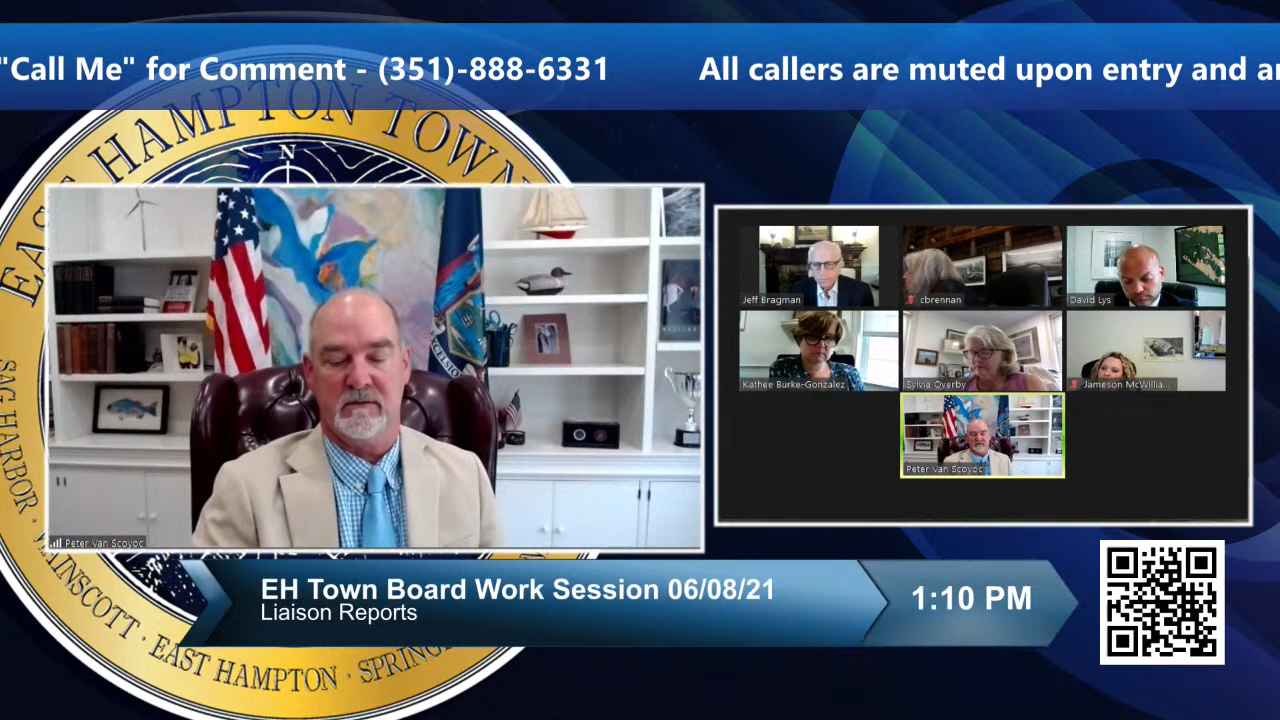 "Call Me" for Comment - (351)-888-6331 All callers are muted upon entry and ar
EAST HAMPTON TOWN
N
Jeff Bragman
cbrennan
David Lys
Kathee Burke-Gonzalez
Sylvia Overby
Jameson McWillia...
Peter Van Scoyoc
Peter Van Scoyoc
EXCELSIOR
EH Town Board Work Session 06/08/21
Liaison Reports
1:10 PM
SAG HARBOR · WAINSCOTT · EAST HAMPTON · SPRING